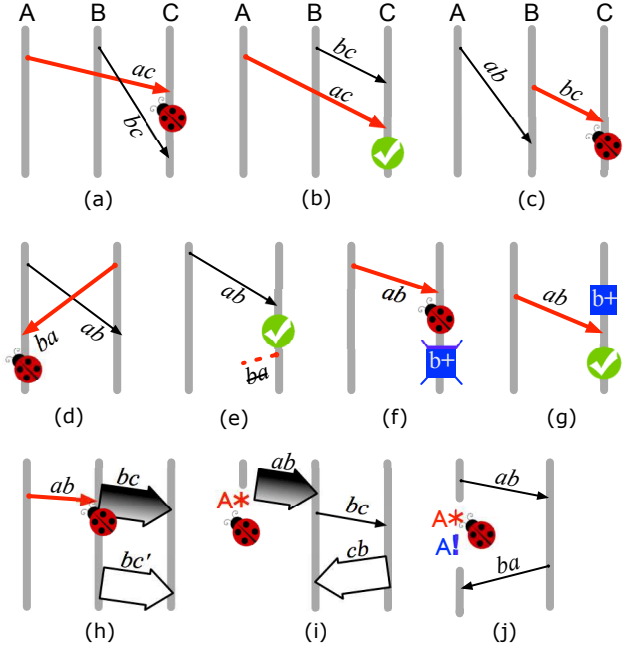 A B C A B C A B C
ac bc
bc ac
ab bc
(a) (b) (c)
ab ba
ab ba
ab b+
ab b+
(d) (e) (f) (g)
ab bc bc'
A* ab bc cb
ab A* A! ba
(h) (i) (j)